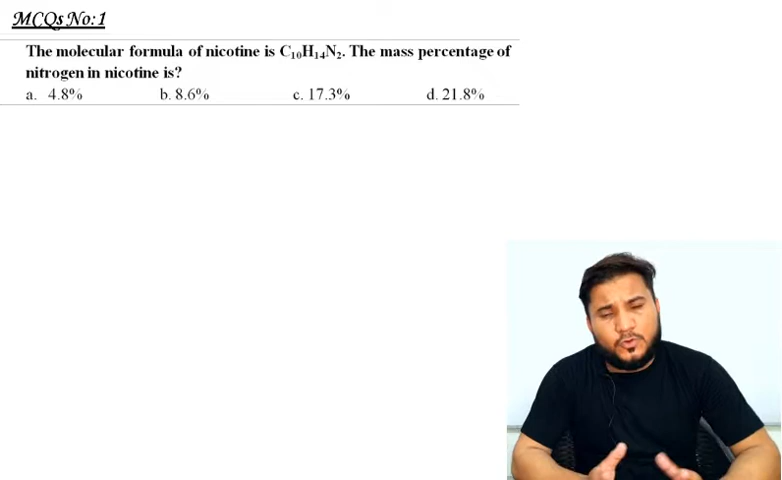 MCQs No:1
The molecular formula of nicotine is C₁₀H₁₄N₂. The mass percentage of
nitrogen in nicotine is?
a. 4.8% b. 8.6% c. 17.3% d. 21.8%